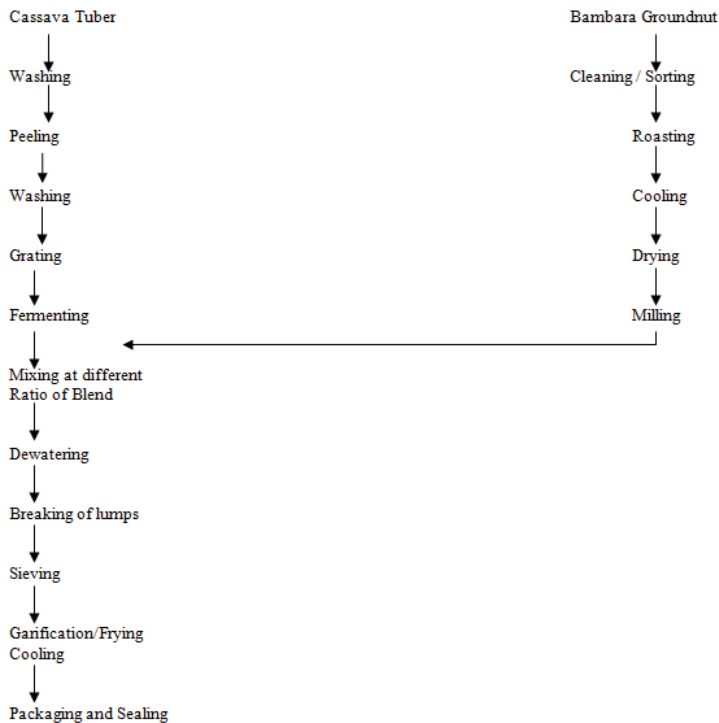 Cassava Tuber
Washing
Peeling
Washing
Grating
Fermenting
Mixing at different
Ratio of Blend
Dewatering
Breaking of lumps
Sieving
Garification/Frying
Cooling
Packaging and Sealing
Bambara Groundnut
Cleaning / Sorting
Roasting
Cooling
Drying
Milling